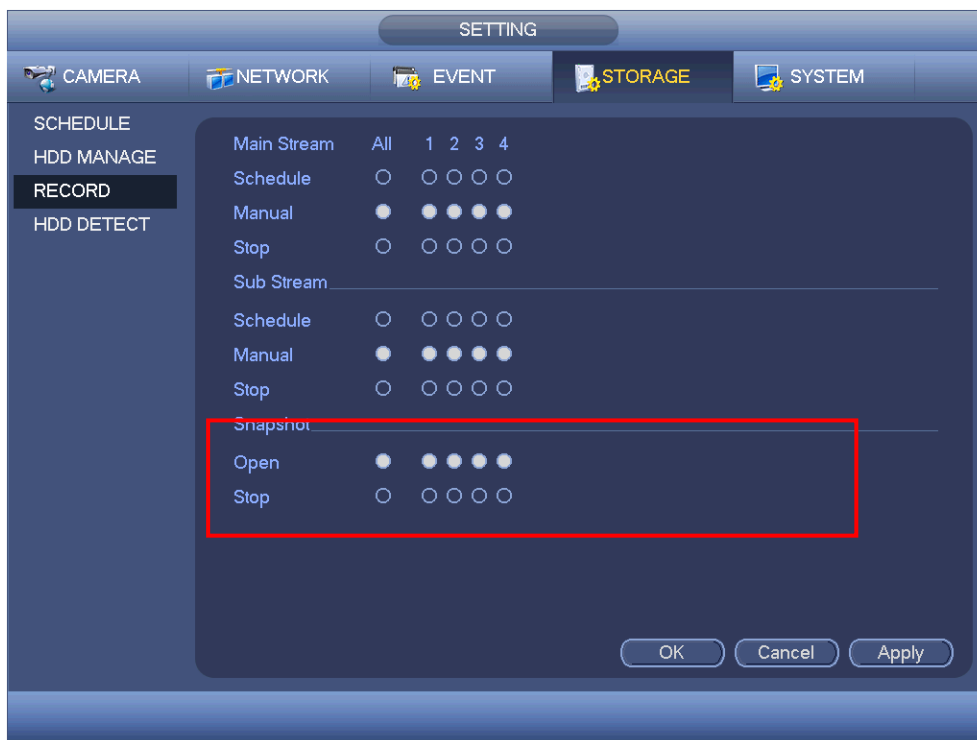 SETTING
CAMERA NETWORK EVENT STORAGE SYSTEM
SCHEDULE
HDD MANAGE
RECORD
HDD DETECT
Main Stream All 1 2 3 4
Schedule
Manual
Stop
Sub Stream
Schedule
Manual
Stop
Snapshot
Open
Stop
OK Cancel Apply